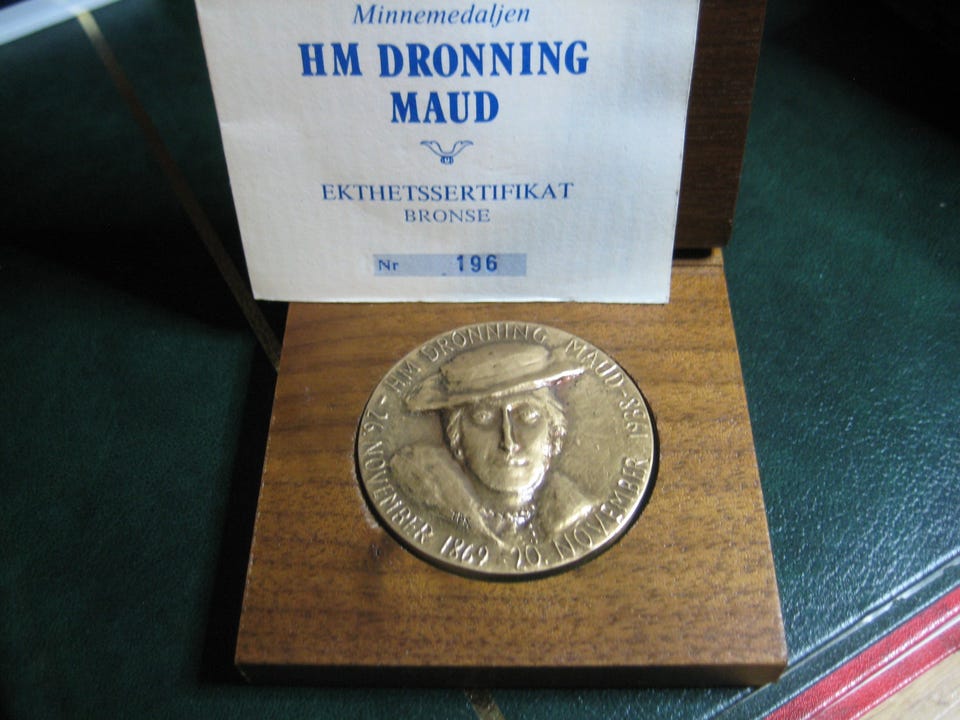 Minnemedaljen
HM DRONNING
MAUD
EKTHETSSERTIFIKAT
BRONSE
Nr 196
HM DRONNING MAUD - 26 NOVEMBER 1869 - 20. NOVEMBER 1938